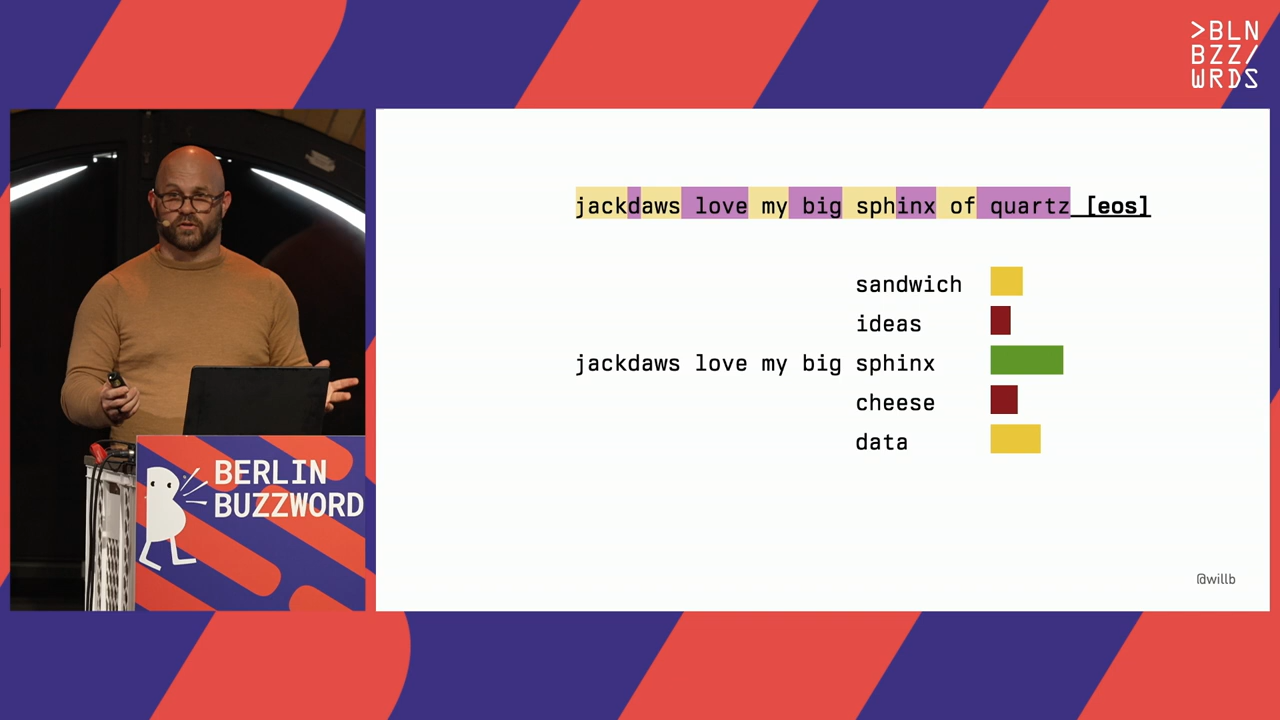 >BLN
BZZ/
WRDS
jackdaws love my big sphinx of quartz [eos]
sandwich
ideas
jackdaws love my big sphinx
cheese
data
@willb
BERLIN
BUZZWORD